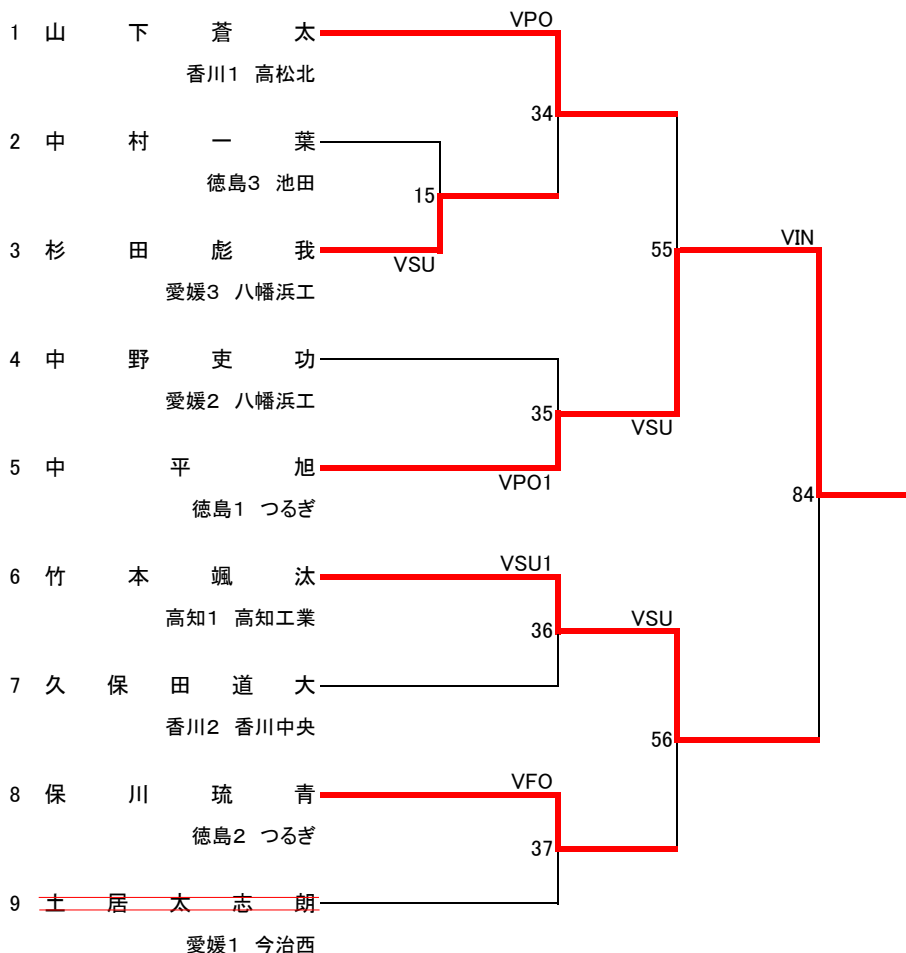 VPO
1 山下蒼太
香川1 高松北
34
2 中村一葉
徳島3 池田
15
3 杉田彪我
VSU
愛媛3 八幡浜工
55
VIN
4 中野吏功
愛媛2 八幡浜工
35
VSU
5 中平旭
VPO1
徳島1 つるぎ
84
6 竹本颯汰
VSU1
高知1 高知工業
36
VSU
7 久保田道大
香川2 香川中央
56
8 保川琉青
VFO
徳島2 つるぎ
37
9 土居太志朗
愛媛1 今治西